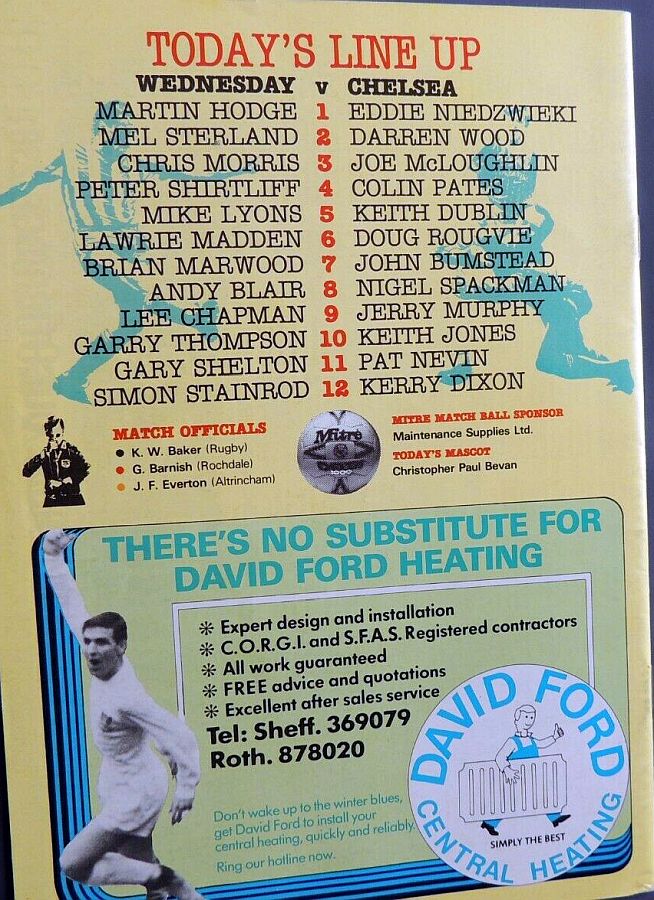 TODAY'S LINE UP
WEDNESDAY v CHELSEA
MARTIN HODGE 1 EDDIE NIEDZWIEKI
MEL STERLAND 2 DARREN WOOD
CHRIS MORRIS 3 JOE McLOUGHLIN
PETER SHIRTLIFF 4 COLIN PATES
MIKE LYONS 5 KEITH DUBLIN
LAWRIE MADDEN 6 DOUG ROUGVIE
BRIAN MARWOOD 7 JOHN BUMSTEAD
ANDY BLAIR 8 NIGEL SPACKMAN
LEE CHAPMAN 9 JERRY MURPHY
GARRY THOMPSON 10 KEITH JONES
GARY SHELTON 11 PAT NEVIN
SIMON STAINROD 12 KERRY DIXON
MATCH OFFICIALS
K. W. Baker (Rugby)
G. Barnish (Rochdale)
J. F. Everton (Altrincham)
Mitre
MITRE MATCH BALL SPONSOR
Maintenance Supplies Ltd.
TODAY'S MASCOT
Christopher Paul Bevan
THERE'S NO SUBSTITUTE FOR
DAVID FORD HEATING
Expert design and installation
C.O.R.G.I. and S.F.A.S. Registered contractors
All work guaranteed
FREE advice and quotations
Excellent after sales service
Tel: Sheff. 369079
Roth. 878020
Don't wake up to the winter blues,
get David Ford to install your
central heating, quickly and reliably.
Ring our hotline now.
DAVID FORD
SIMPLY THE BEST
CENTRAL HEATING